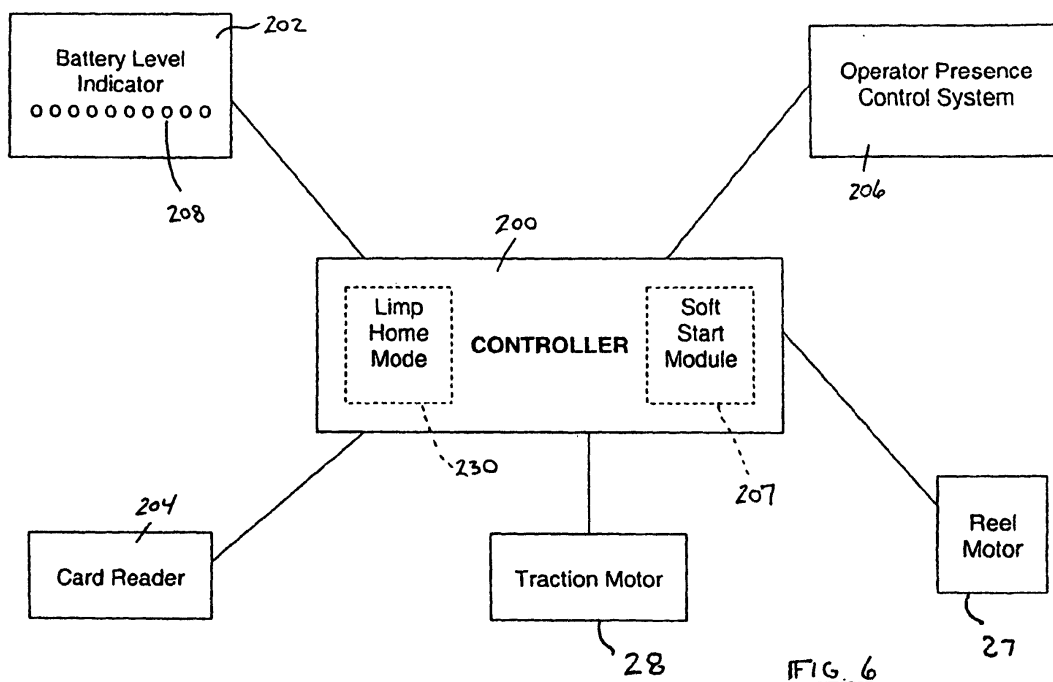 202
Battery Level
Indicator
o o o o o o o o o o
208
Operator Presence
Control System
206
200
Limp
Home
Mode
CONTROLLER
Soft
Start
Module
230
207
204
Card Reader
Traction Motor
28
Reel
Motor
27
FIG. 6